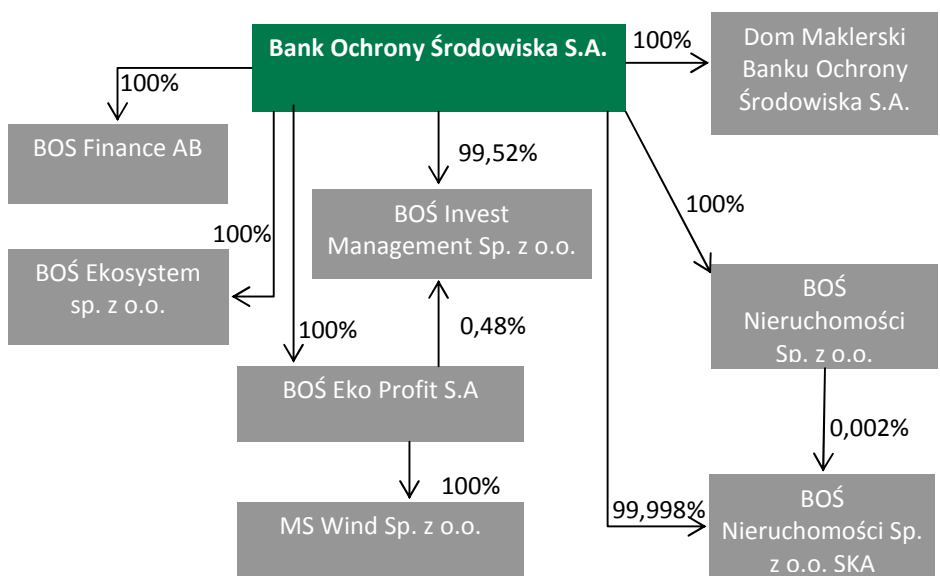 Bank Ochrony Środowiska S.A.
100%
Dom Maklerski
Banku Ochrony
Środowiska S.A.
100%
BOS Finance AB
99,52%
BOŚ Invest
Management Sp. z o.o.
100%
100%
BOŚ Ekosystem
sp. z o.o.
BOŚ
Nieruchomości
Sp. z o.o.
100%
0,48%
BOŚ Eko Profit S.A
0,002%
100%
MS Wind Sp. z o.o.
99,998%
BOŚ
Nieruchomości Sp.
z o.o. SKA